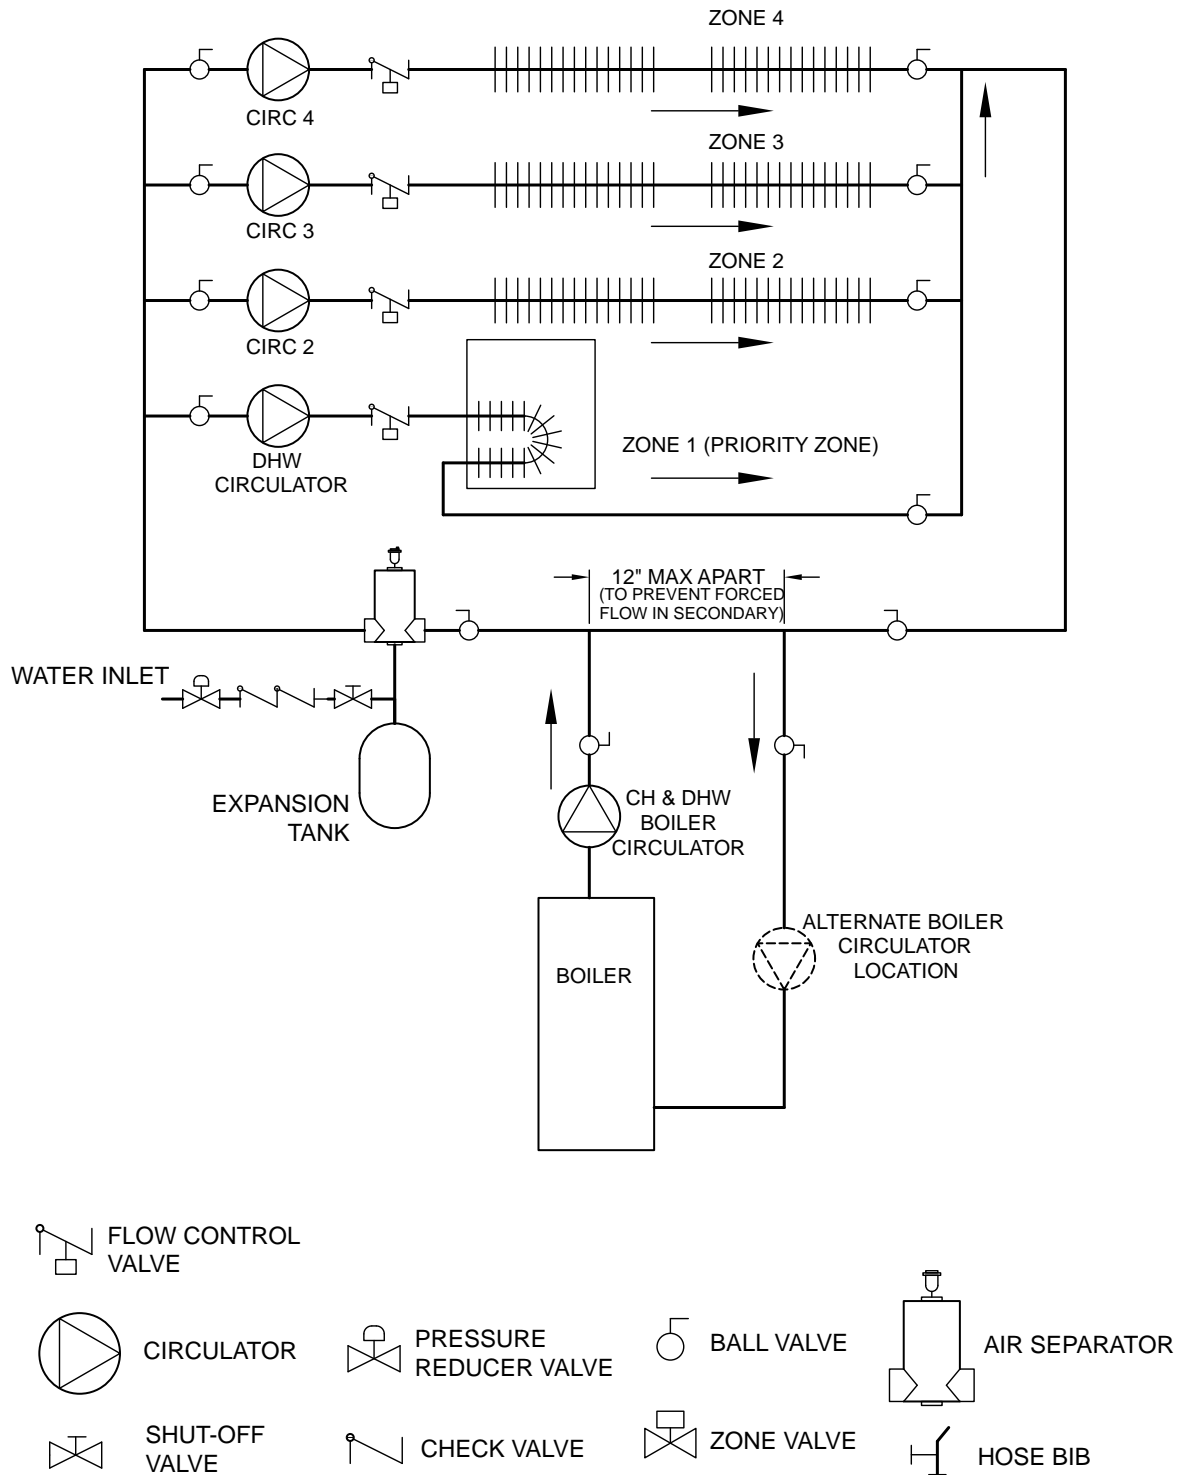 ZONE 4
CIRC 4
ZONE 3
CIRC 3
ZONE 2
CIRC 2
ZONE 1 (PRIORITY ZONE)
DHW
CIRCULATOR
12" MAX APART
(TO PREVENT FORCED
FLOW IN SECONDARY)
WATER INLET
EXPANSION
TANK
CH & DHW
BOILER
CIRCULATOR
ALTERNATE BOILER
CIRCULATOR
LOCATION
BOILER
FLOW CONTROL
VALVE
CIRCULATOR
PRESSURE
REDUCER VALVE
BALL VALVE
AIR SEPARATOR
SHUT-OFF
VALVE
CHECK VALVE
ZONE VALVE
HOSE BIB